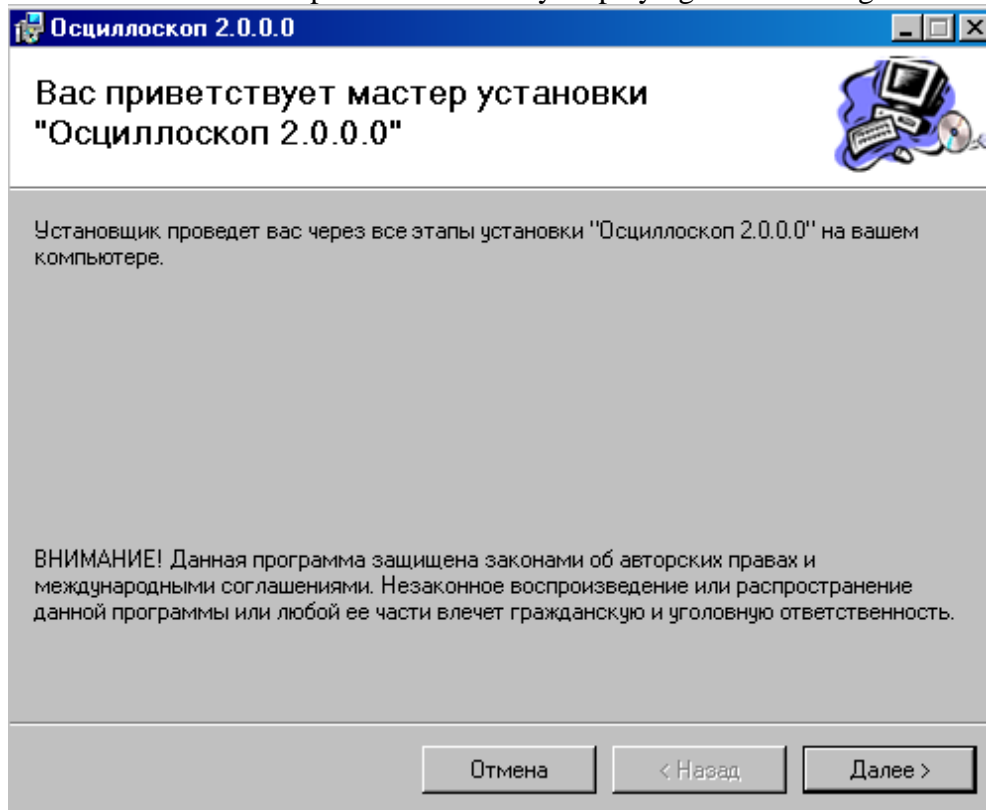 Осциллоскоп 2.0.0.0
Вас приветствует мастер установки
"Осциллоскоп 2.0.0.0"
Установщик проведет вас через все этапы установки "Осциллоскоп 2.0.0.0" на вашем
компьютере.
ВНИМАНИЕ! Данная программа защищена законами об авторских правах и
международными соглашениями. Незаконное воспроизведение или распространение
данной программы или любой ее части влечет гражданскую и уголовную ответственность.
Отмена
< Назад
Далее >